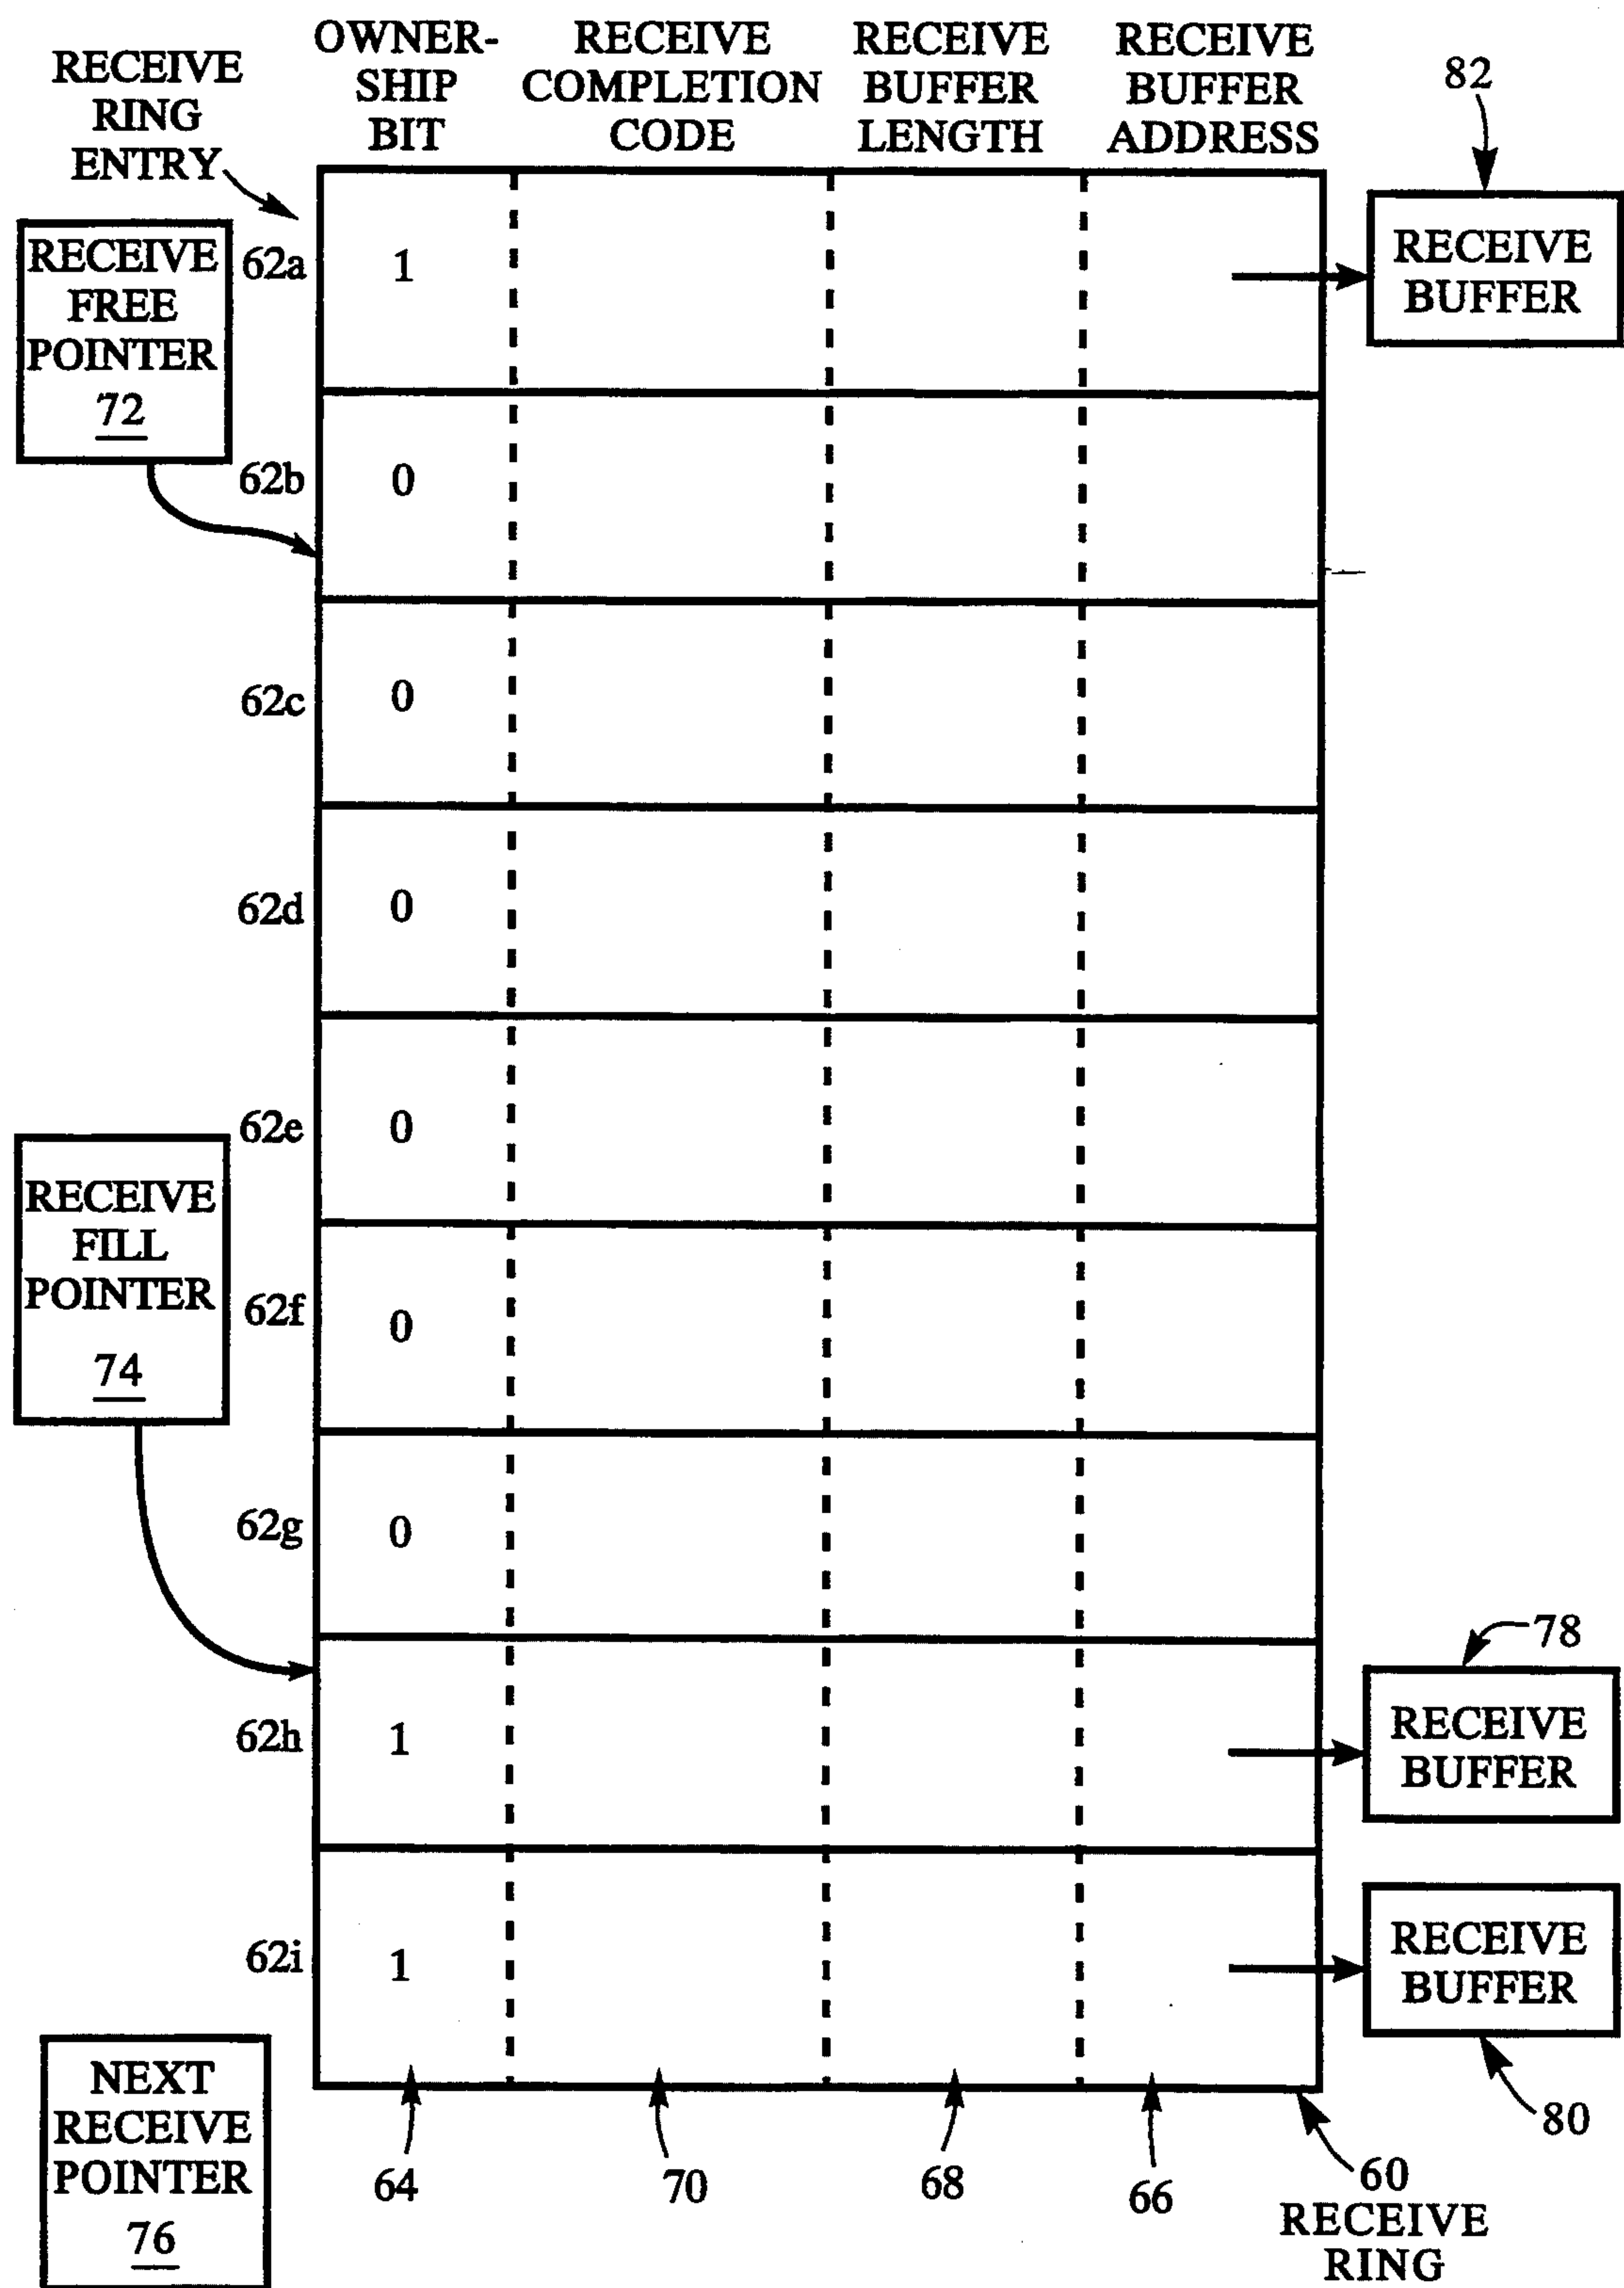 RECEIVE
RING
ENTRY
OWNER-
SHIP
BIT
RECEIVE
COMPLETION
CODE
RECEIVE
BUFFER
LENGTH
RECEIVE
BUFFER
ADDRESS
82
RECEIVE
FREE
POINTER
72
62a
1
RECEIVE
BUFFER
62b
0
62c
0
62d
0
62e
0
RECEIVE
FILL
POINTER
74
62f
0
62g
0
78
62h
1
RECEIVE
BUFFER
62i
1
RECEIVE
BUFFER
80
NEXT
RECEIVE
POINTER
76
64
70
68
66
60
RECEIVE
RING